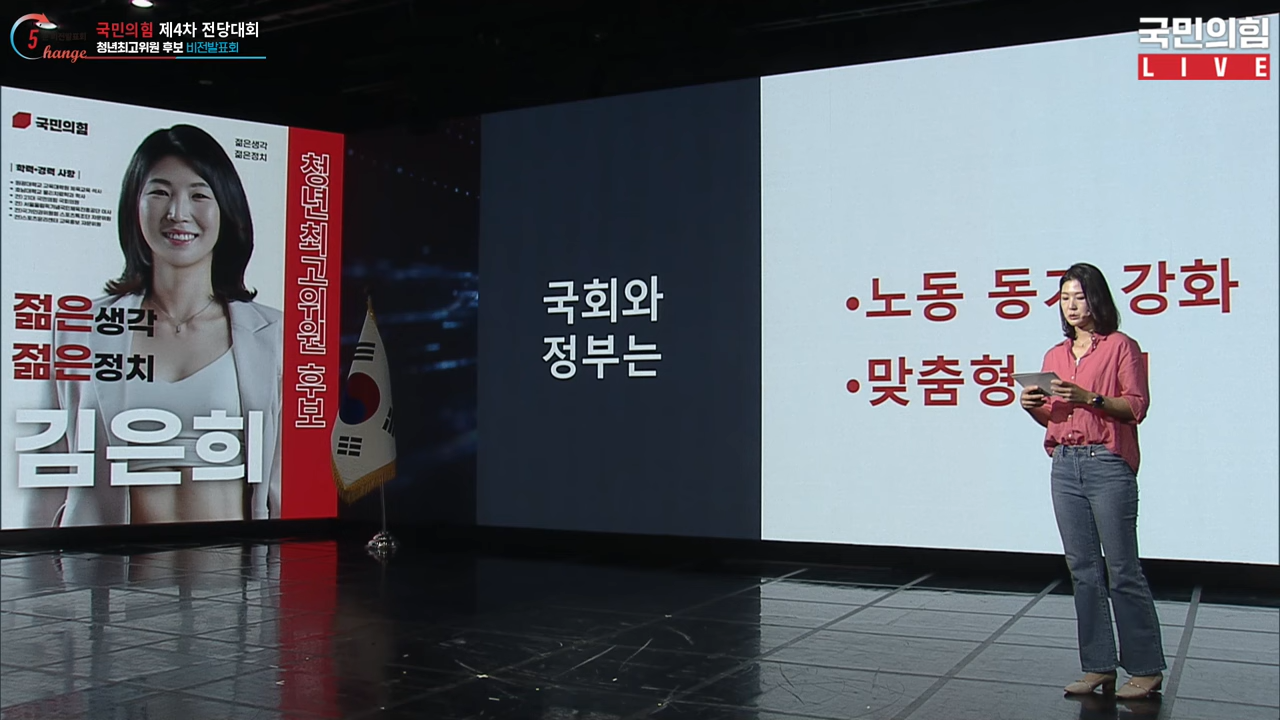 5
hange
국민의힘 제4차 전당대회
청년최고위원 후보 비전발표회
국민의힘
LIVE
국민의힘
젊은생각
젊은정치
학력•경력 사항
젊은생각
젊은정치
김은희
청년최고위원 후보
국회와
정부는
•노동 동기 강화
•맞춤형